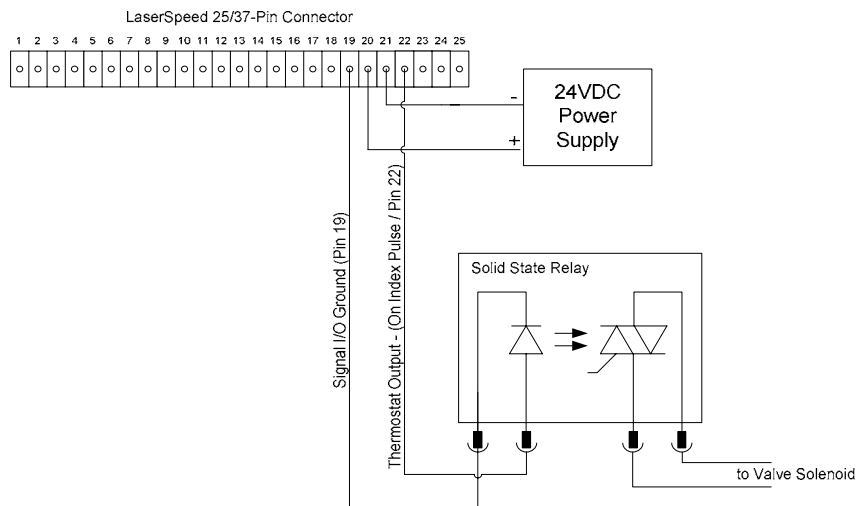 LaserSpeed 25/37-Pin Connector
1 2 3 4 5 6 7 8 9 10 11 12 13 14 15 16 17 18 19 20 21 22 23 24 25
24VDC
Power
Supply
-
+
Signal I/O Ground (Pin 19)
Thermostat Output - (On Index Pulse / Pin 22)
Solid State Relay
to Valve Solenoid